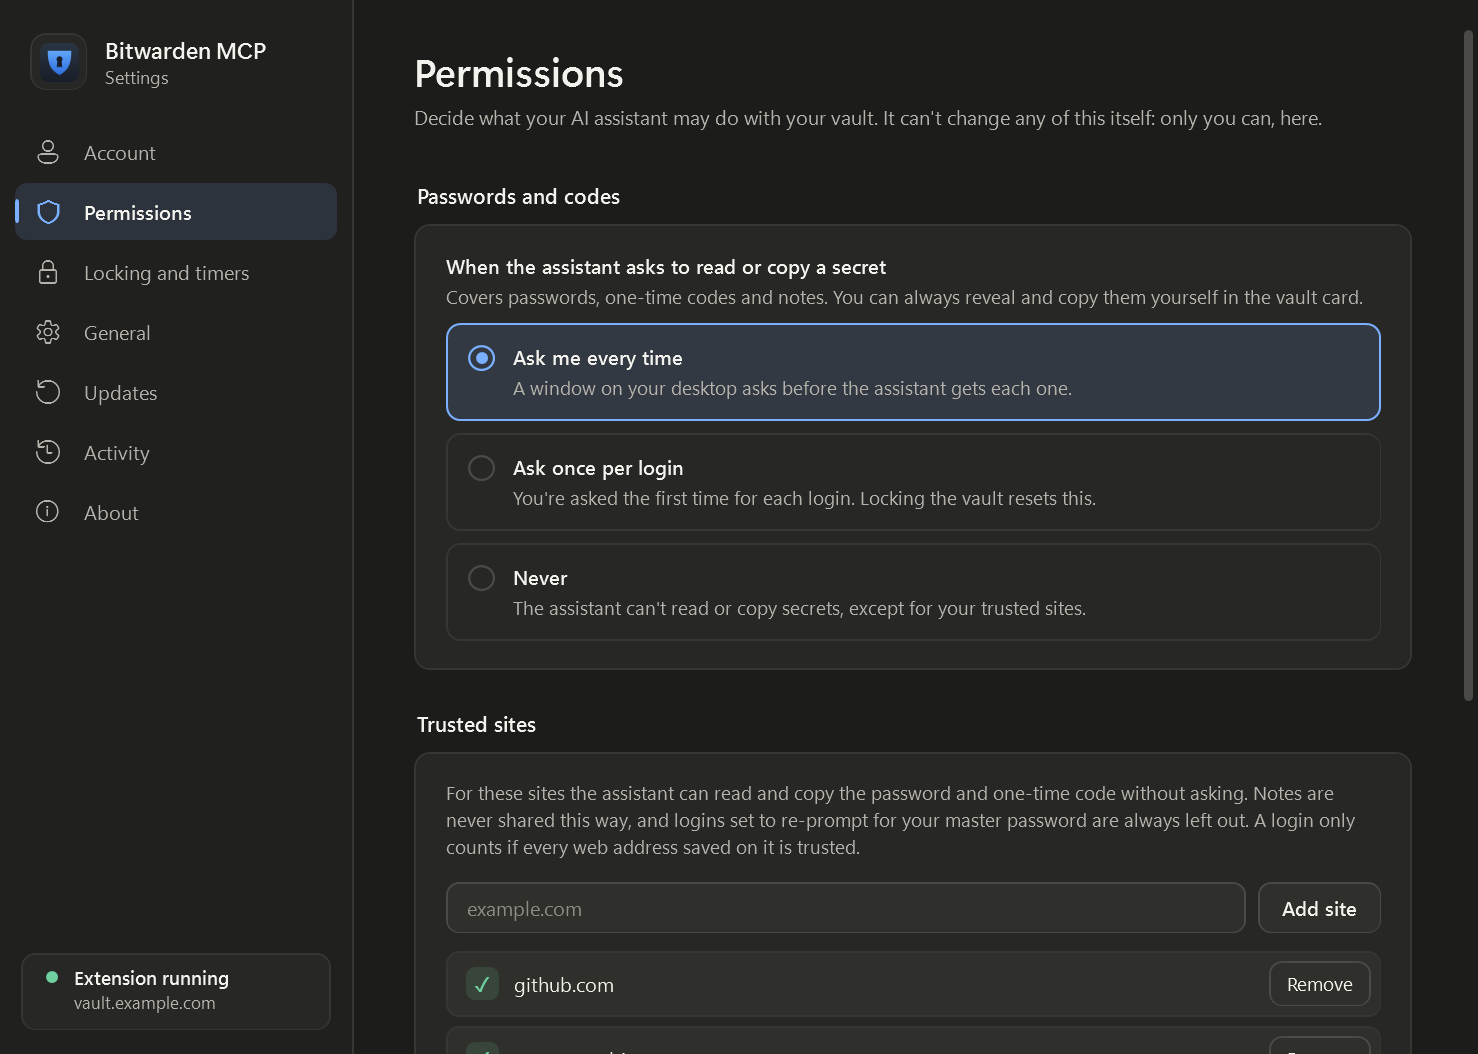 Bitwarden MCP
Settings
Account
Permissions
Locking and timers
General
Updates
Activity
About
Extension running
vault.example.com
Permissions
Decide what your AI assistant may do with your vault. It can't change any of this itself: only you can, here.
Passwords and codes
When the assistant asks to read or copy a secret
Covers passwords, one-time codes and notes. You can always reveal and copy them yourself in the vault card.
Ask me every time
A window on your desktop asks before the assistant gets each one.
Ask once per login
You're asked the first time for each login. Locking the vault resets this.
Never
The assistant can't read or copy secrets, except for your trusted sites.
Trusted sites
For these sites the assistant can read and copy the password and one-time code without asking. Notes are
never shared this way, and logins set to re-prompt for your master password are always left out. A login only
counts if every web address saved on it is trusted.
example.com
Add site
github.com
Remove